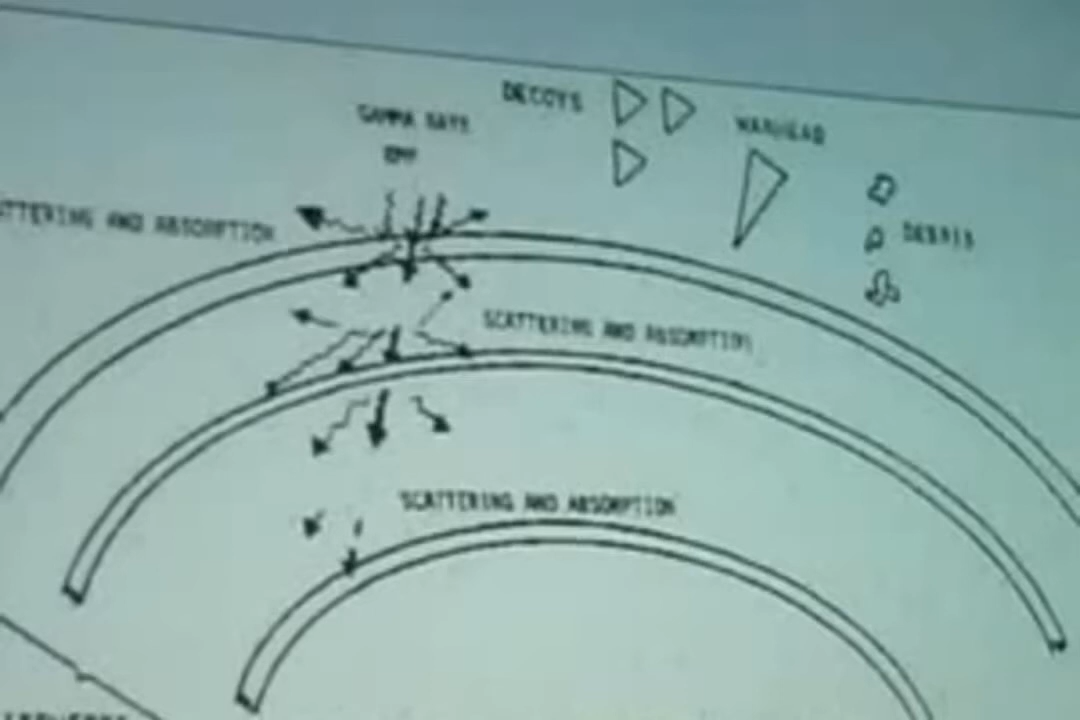 DECOYS
GAMMA RAYS
EMP
WARHEAD
DEBRIS
SCATTERING AND ABSORPTION
SCATTERING AND ABSORPTION
SCATTERING AND ABSORPTION